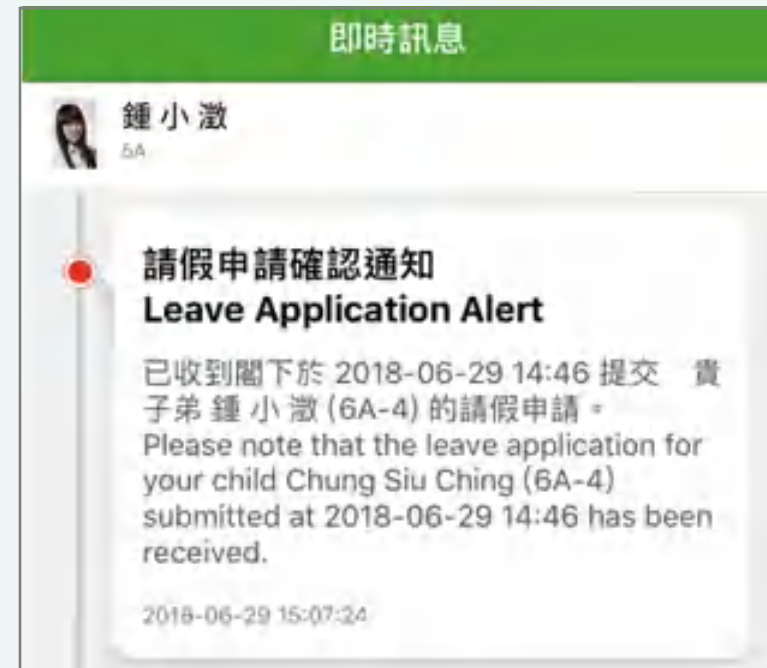 即時訊息
鍾 小 澂
6A
請假申請確認通知
Leave Application Alert
已收到閣下於 2018-06-29 14:46 提交　貴
子弟 鍾 小 澂 (6A-4) 的請假申請。
Please note that the leave application for
your child Chung Siu Ching (6A-4)
submitted at 2018-06-29 14:46 has been
received.
2018-06-29 15:07:24